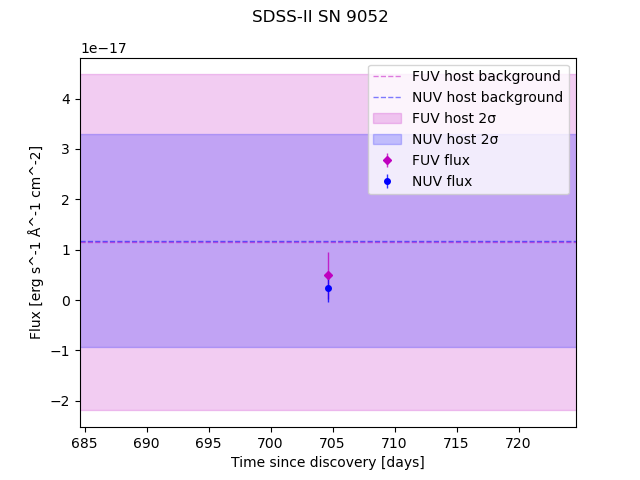 SDSS-II SN 9052
1e−17
FUV host background
NUV host background
FUV host 2σ
NUV host 2σ
FUV flux
NUV flux
4
3
2
1
0
−1
−2
Flux [erg s^-1 Å^-1 cm^-2]
685 690 695 700 705 710 715 720
Time since discovery [days]